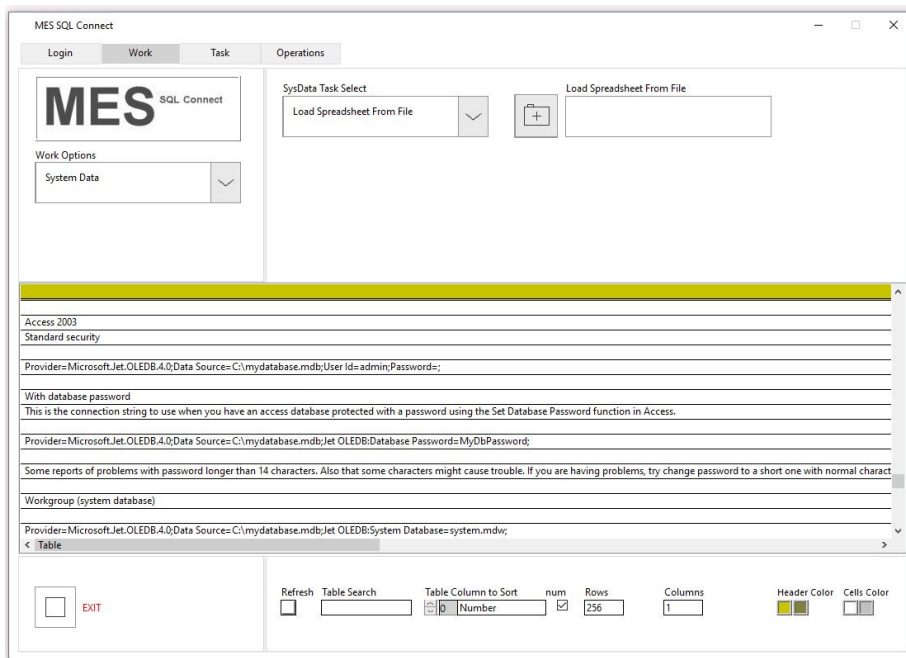 MES SQL Connect
Login Work Task Operations
MES SQL Connect
Work Options
System Data
SysData Task Select
Load Spreadsheet From File
Load Spreadsheet From File
Access 2003
Standard security
Provider=Microsoft.Jet.OLEDB.4.0;Data Source=C:\mydatabase.mdb;User Id=admin;Password=;
With database password
This is the connection string to use when you have an access database protected with a password using the Set Database Password function in Access.
Provider=Microsoft.Jet.OLEDB.4.0;Data Source=C:\mydatabase.mdb;Jet OLEDB:Database Password=MyDbPassword;
Some reports of problems with password longer than 14 characters. Also that some characters might cause trouble. If you are having problems, try change password to a short one with normal charact
Workgroup (system database)
Provider=Microsoft.Jet.OLEDB.4.0;Data Source=C:\mydatabase.mdb;Jet OLEDB:System Database=system.mdw;
Table
EXIT
Refresh Table Search Table Column to Sort num Rows Columns Header Color Cells Color
0 Number 256 1